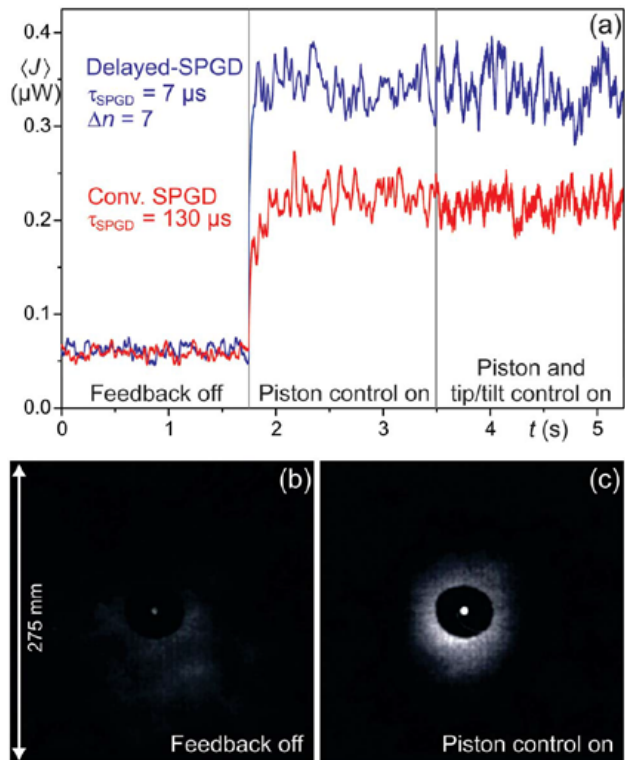 (a)
0.4
⟨J⟩
(μW)
0.3
0.2
0.1
0.0
Delayed-SPGD
τSPGD = 7 μs
Δn = 7
Conv. SPGD
τSPGD = 130 μs
Feedback off
Piston control on
Piston and
tip/tilt control on
0 1 2 3 4 t (s) 5
(b)
275 mm
Feedback off
(c)
Piston control on